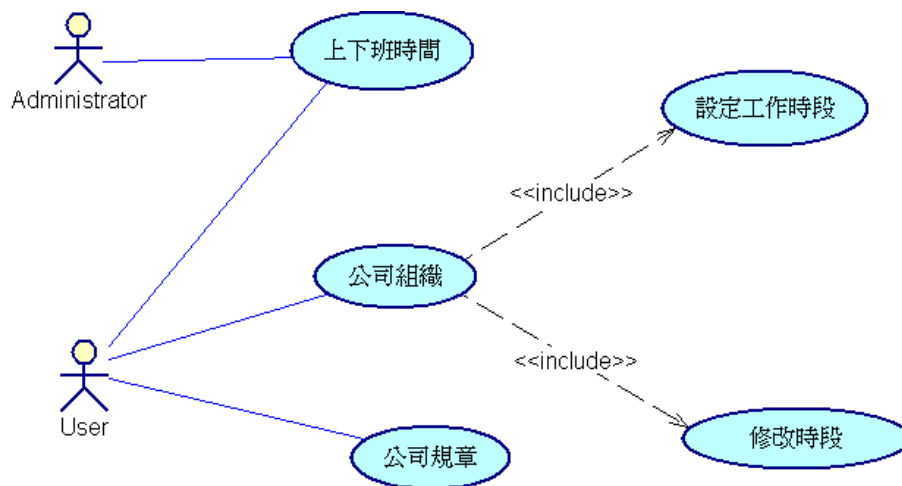 上下班時間
Administrator
設定工作時段
<<include>>
公司組織
<<include>>
User
修改時段
公司規章